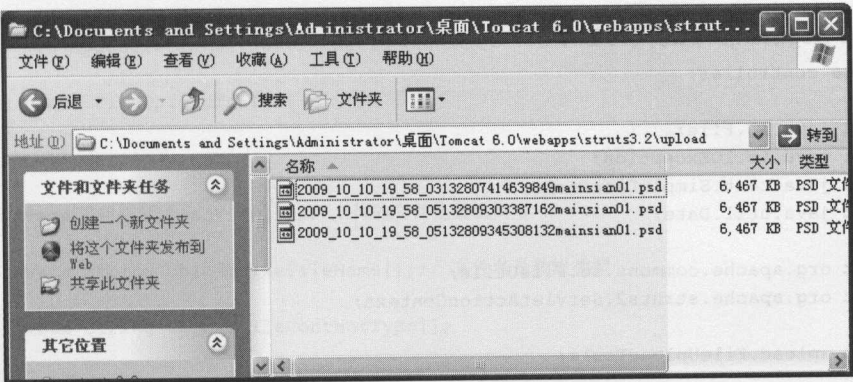 C:\Documents and Settings\Administrator\桌面\Tomcat 6.0\webapps\strut...
文件(F) 编辑(E) 查看(V) 收藏(A) 工具(T) 帮助(H)
后退 搜索 文件夹
地址(D) C:\Documents and Settings\Administrator\桌面\Tomcat 6.0\webapps\struts3.2\upload 转到
名称 大小 类型
文件和文件夹任务
2009_10_10_19_58_03132807414639849mainsian01.psd 6,467 KB PSD 文件
2009_10_10_19_58_05132809303387162mainsian01.psd 6,467 KB PSD 文件
2009_10_10_19_58_05132809345308132mainsian01.psd 6,467 KB PSD 文件
创建一个新文件夹
将这个文件夹发布到
Web
共享此文件夹
其它位置